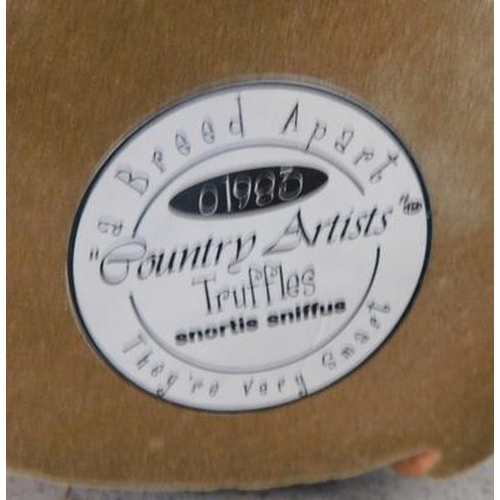 a Breed Apart
01983
"Country Artists"
Truffles
snortis sniffus
They're very Smart